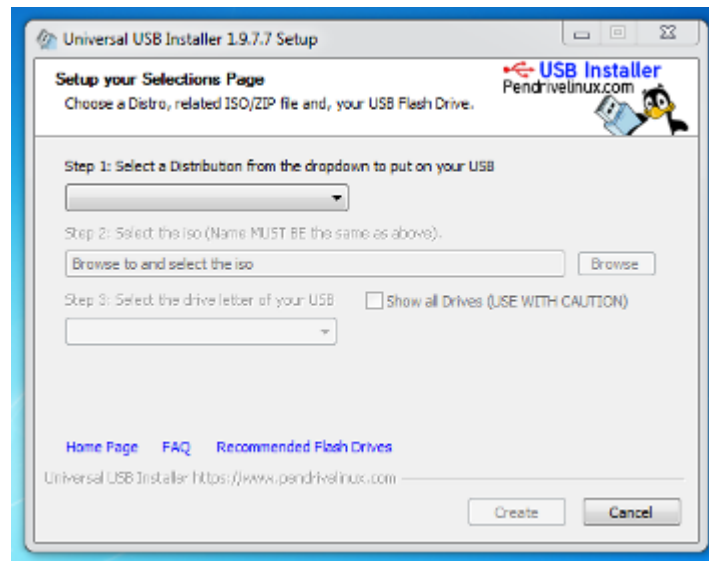 Universal USB Installer 1.9.7.7 Setup
Setup your Selections Page
Choose a Distro, related ISO/ZIP file and, your USB Flash Drive.
USB Installer
Pendrivelinux.com
Step 1: Select a Distribution from the dropdown to put on your USB
Step 2: Select the iso (Name MUST BE the same as above).
Browse to and select the iso
Browse
Step 3: Select the drive letter of your USB
Show all Drives (USE WITH CAUTION)
Home Page FAQ Recommended Flash Drives
Universal USB Installer https://www.pendrivelinux.com
Create Cancel